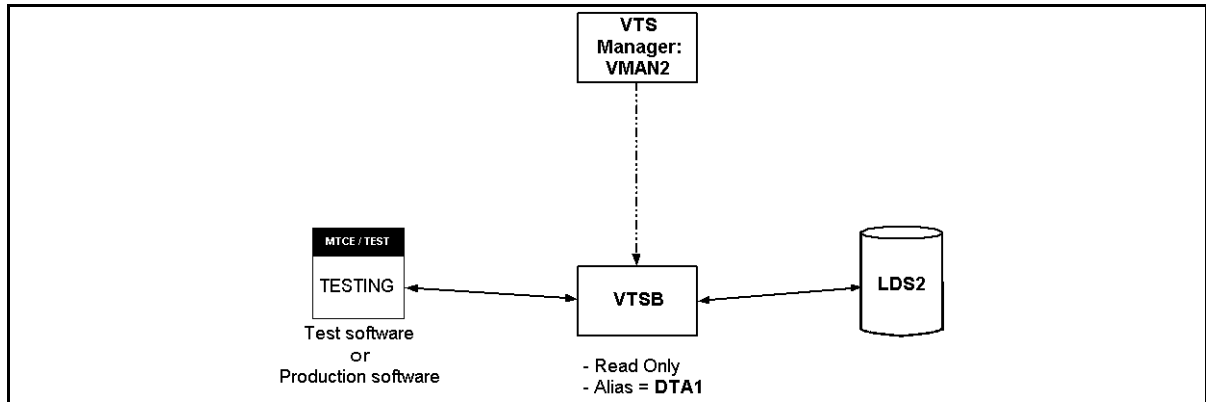 VTS
Manager:
VMAN2
MTCE / TEST
TESTING
Test software
or
Production software
VTSB
- Read Only
- Alias = DTA1
LDS2